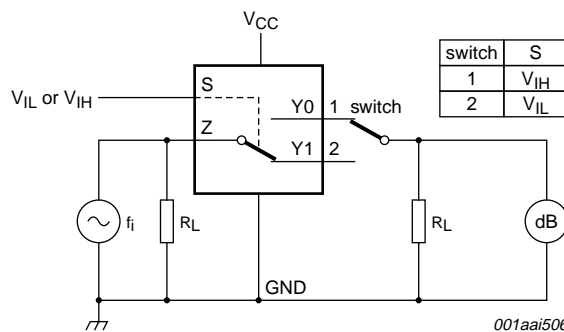 VCC
switch S
1 VIH
2 VIL
VIL or VIH
S
Y0 1 switch
Z
Y1 2
fi
RL
RL
dB
GND
001aai506